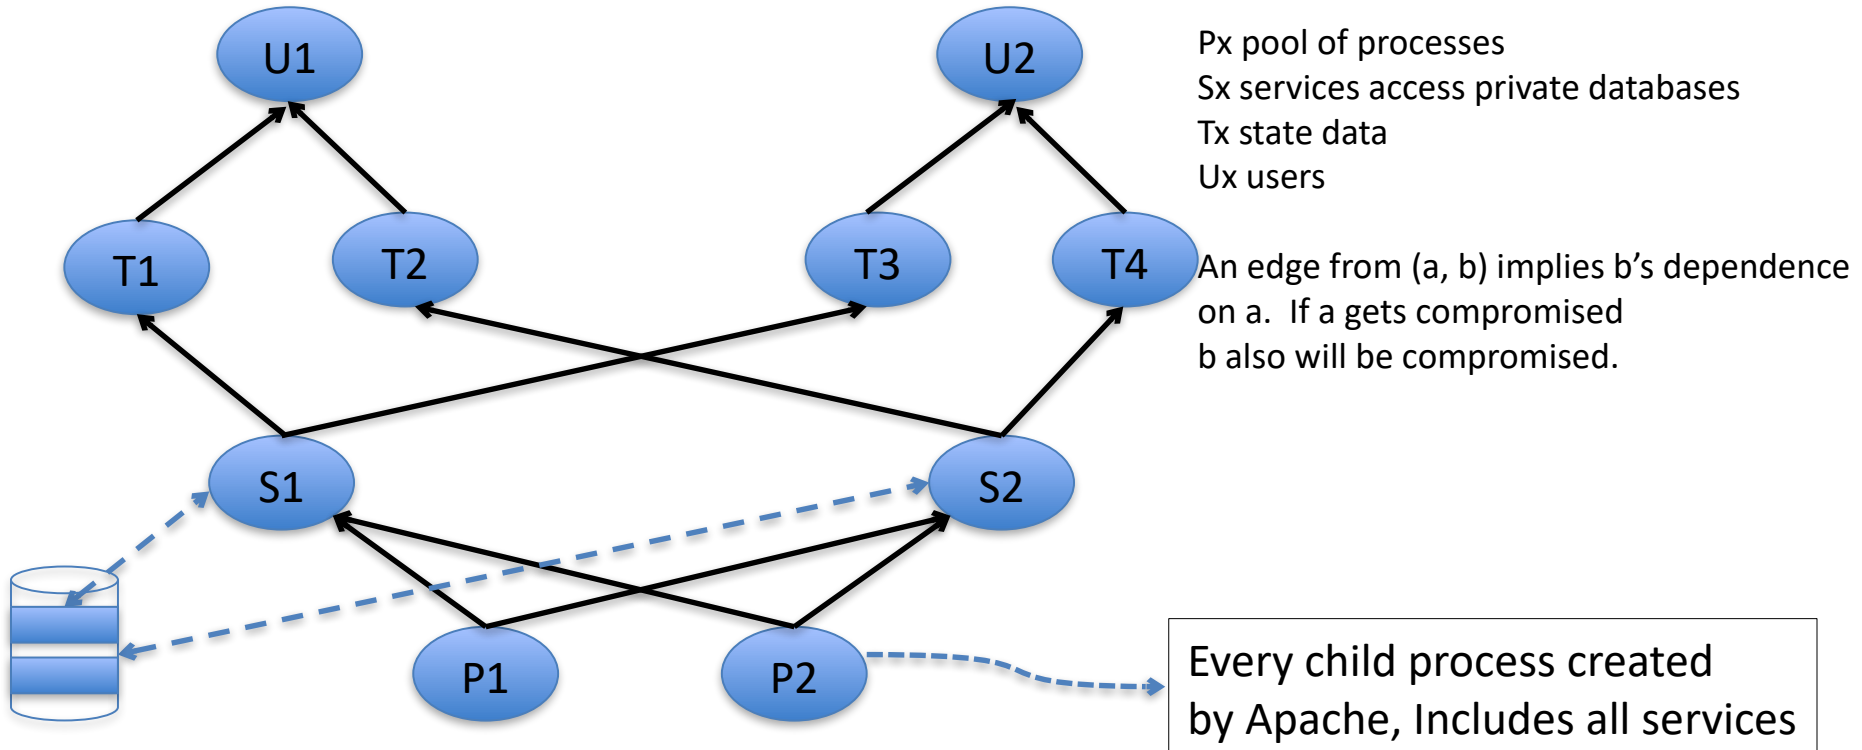 U1
U2
Px pool of processes
Sx services access private databases
Tx state data
Ux users
T1
T2
T3
T4
An edge from (a, b) implies b’s dependence
on a.  If a gets compromised
b also will be compromised.
S1
S2
P1
P2
Every child process created
by Apache, Includes all services